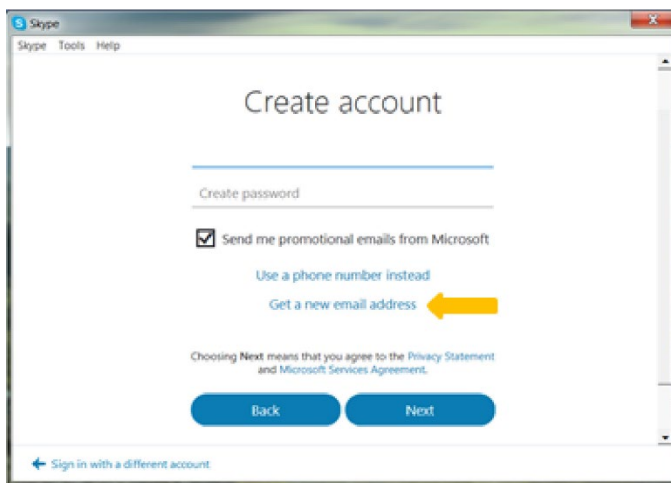 Skype
Skype Tools Help
Create account
Create password
Send me promotional emails from Microsoft
Use a phone number instead
Get a new email address
Choosing Next means that you agree to the Privacy Statement
and Microsoft Services Agreement.
Back Next
Sign in with a different account